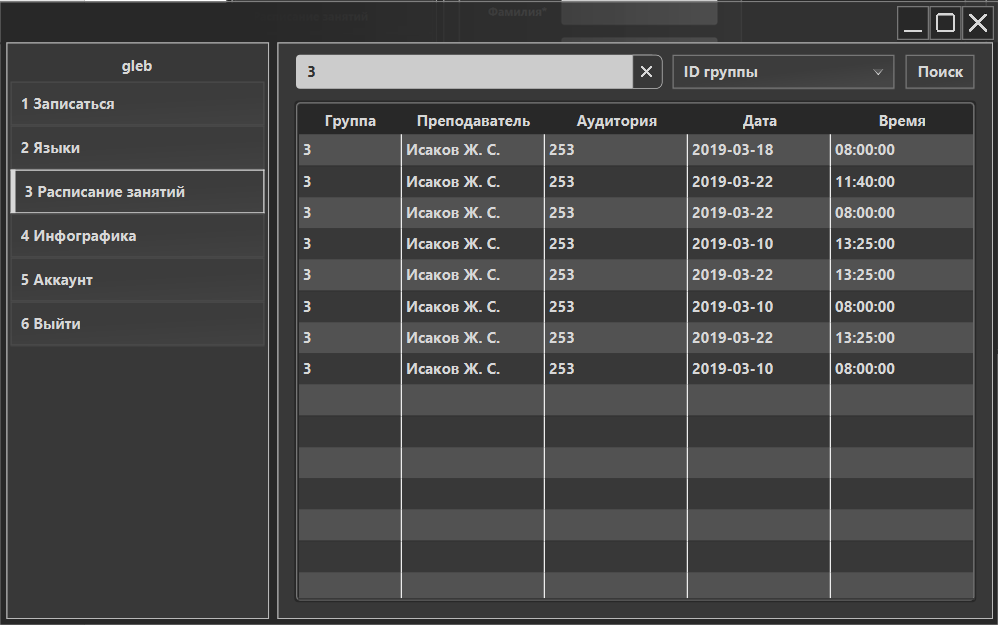 Фамилия*
gleb
1 Записаться
2 Языки
3 Расписание занятий
4 Инфографика
5 Аккаунт
6 Выйти
3
ID группы
Поиск
Группа Преподаватель Аудитория Дата Время
3 Исаков Ж. С. 253 2019-03-18 08:00:00
3 Исаков Ж. С. 253 2019-03-22 11:40:00
3 Исаков Ж. С. 253 2019-03-22 08:00:00
3 Исаков Ж. С. 253 2019-03-10 13:25:00
3 Исаков Ж. С. 253 2019-03-22 13:25:00
3 Исаков Ж. С. 253 2019-03-10 08:00:00
3 Исаков Ж. С. 253 2019-03-22 13:25:00
3 Исаков Ж. С. 253 2019-03-10 08:00:00